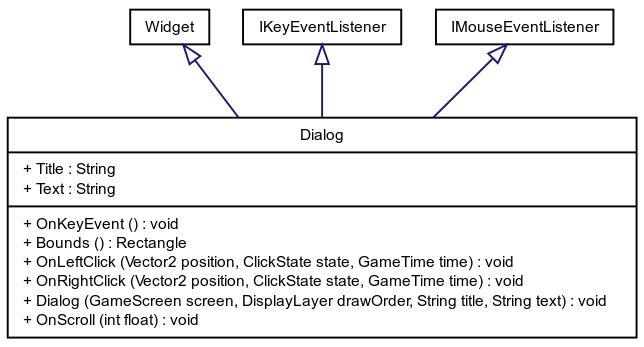 Widget
IKeyEventListener
IMouseEventListener
Dialog
+ Title : String
+ Text : String
+ OnKeyEvent () : void
+ Bounds () : Rectangle
+ OnLeftClick (Vector2 position, ClickState state, GameTime time) : void
+ OnRightClick (Vector2 position, ClickState state, GameTime time) : void
+ Dialog (GameScreen screen, DisplayLayer drawOrder, String title, String text) : void
+ OnScroll (int float) : void